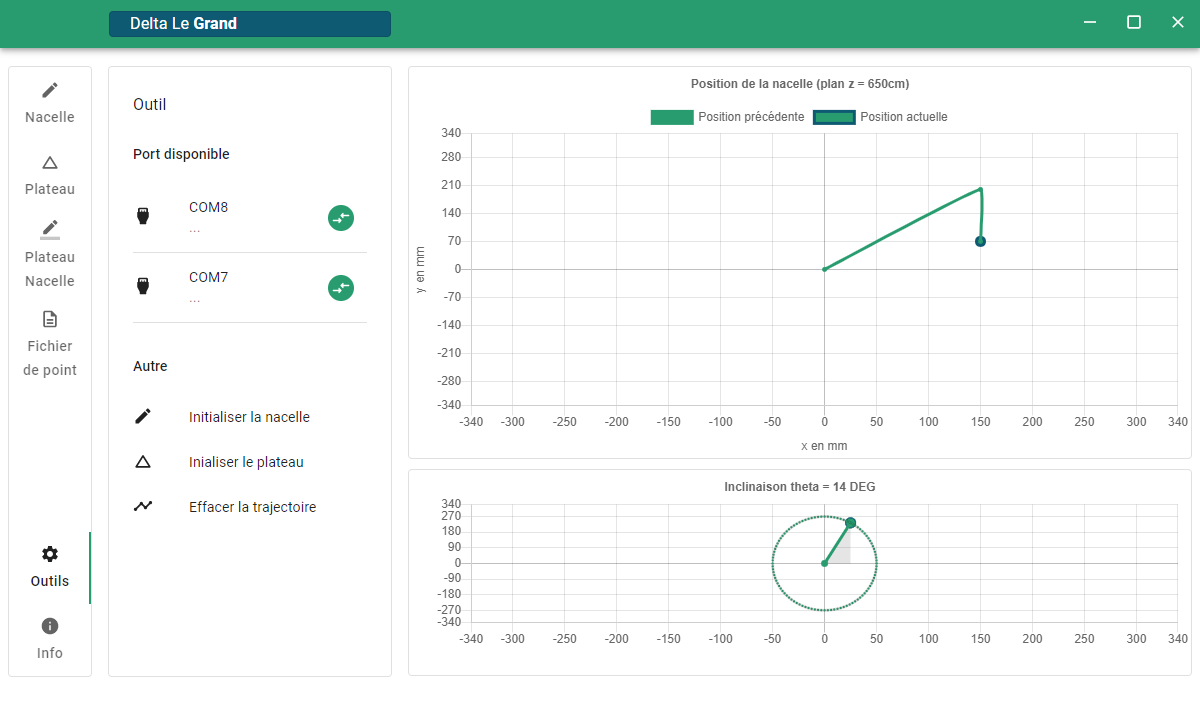 Delta Le Grand
Nacelle
Plateau
Plateau
Nacelle
Fichier
de point
Outils
Info
Outil
Port disponible
COM8
...
COM7
...
Autre
Initialiser la nacelle
Inialiser le plateau
Effacer la trajectoire
Position de la nacelle (plan z = 650cm)
Position précédente Position actuelle
340
280
210
140
70
0
-70
-140
-210
-280
-340
y en mm
-340 -300 -250 -200 -150 -100 -50 0 50 100 150 200 250 300 340
x en mm
Inclinaison theta = 14 DEG
340
270
180
90
0
-90
-180
-270
-340
-340 -300 -250 -200 -150 -100 -50 0 50 100 150 200 250 300 340